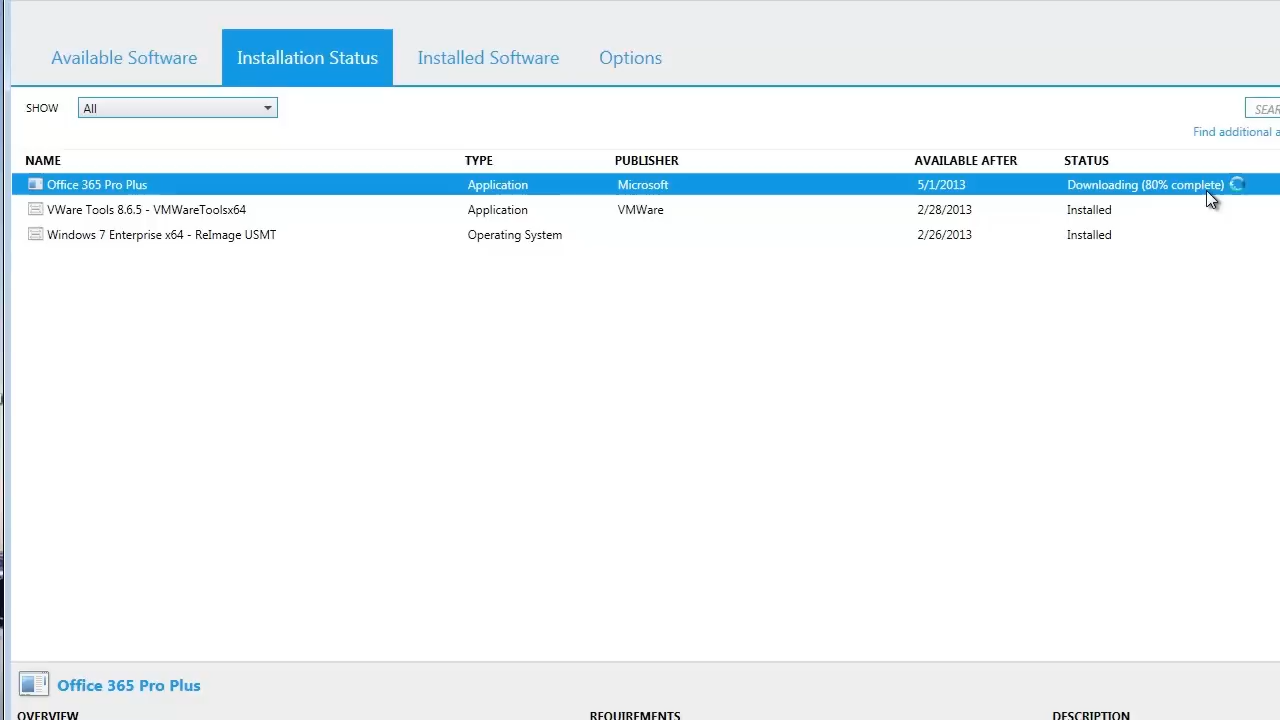 Available Software Installation Status Installed Software Options
SHOW All SEAR
Find additional a
NAME TYPE PUBLISHER AVAILABLE AFTER STATUS
Office 365 Pro Plus Application Microsoft 5/1/2013 Downloading (80% complete)
VWare Tools 8.6.5 - VMWareToolsx64 Application VMWare 2/28/2013 Installed
Windows 7 Enterprise x64 - ReImage USMT Operating System 2/26/2013 Installed
Office 365 Pro Plus
OVERVIEW REQUIREMENTS DESCRIPTION